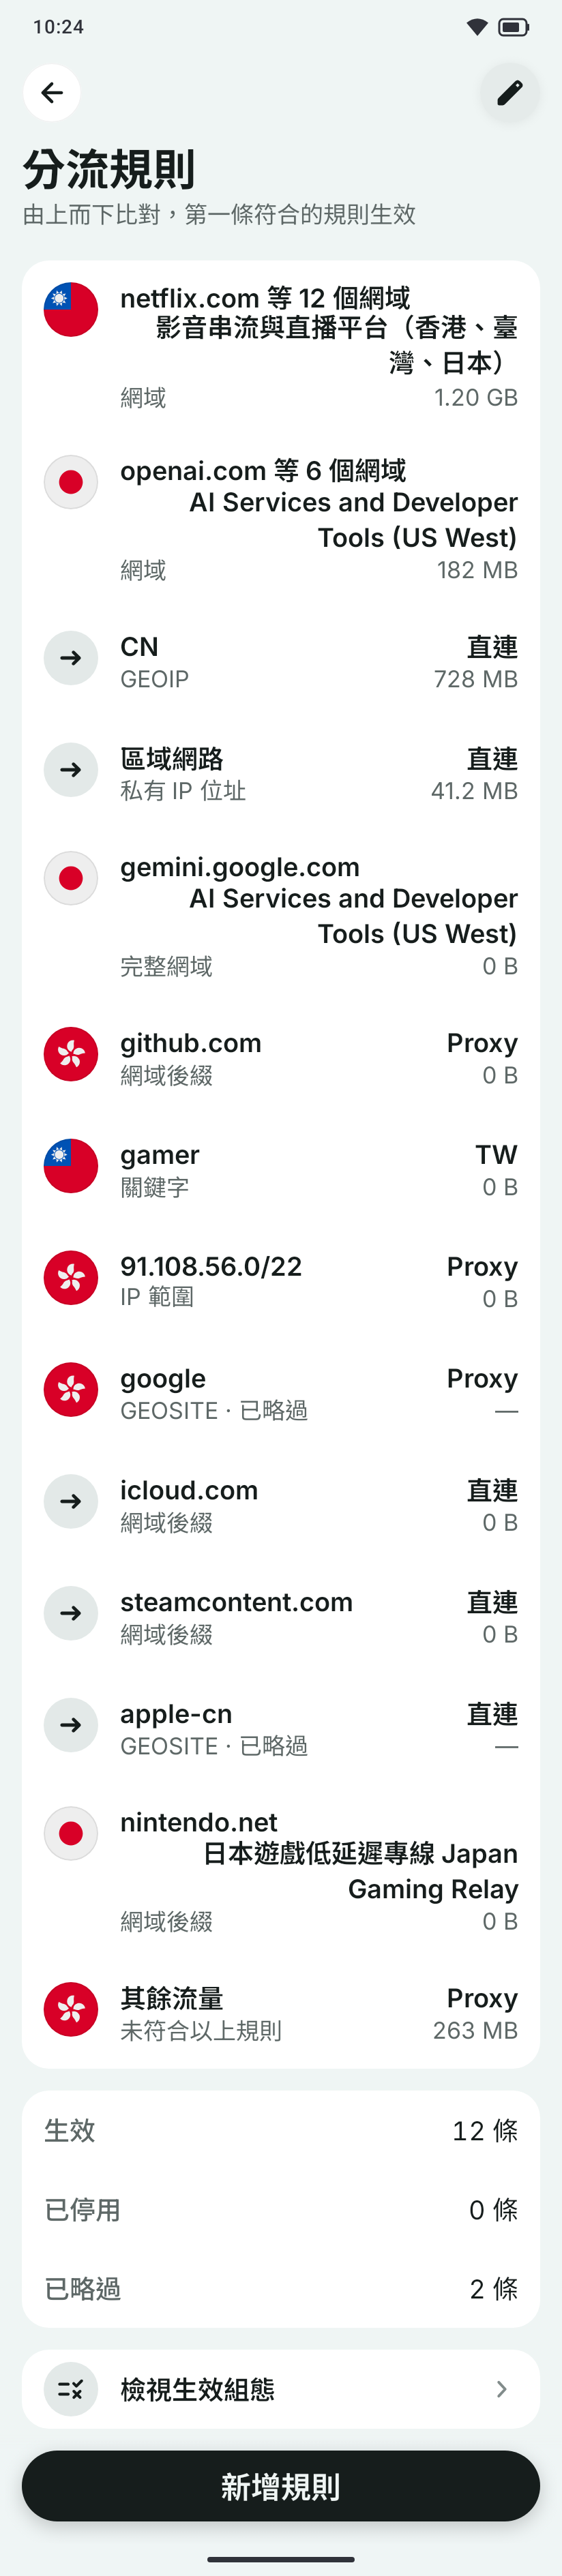 10:24
分流規則
由上而下比對，第一條符合的規則生效
netflix.com 等 12 個網域
影音串流與直播平台（香港、臺
灣、日本）
網域 1.20 GB
openai.com 等 6 個網域
AI Services and Developer
Tools (US West)
網域 182 MB
CN 直連
GEOIP 728 MB
區域網路 直連
私有 IP 位址 41.2 MB
gemini.google.com
AI Services and Developer
Tools (US West)
完整網域 0 B
github.com Proxy
網域後綴 0 B
gamer TW
關鍵字 0 B
91.108.56.0/22 Proxy
IP 範圍 0 B
google Proxy
GEOSITE · 已略過 —
icloud.com 直連
網域後綴 0 B
steamcontent.com 直連
網域後綴 0 B
apple-cn 直連
GEOSITE · 已略過 —
nintendo.net
日本遊戲低延遲專線 Japan
Gaming Relay
網域後綴 0 B
其餘流量 Proxy
未符合以上規則 263 MB
生效 12 條
已停用 0 條
已略過 2 條
檢視生效組態
新增規則